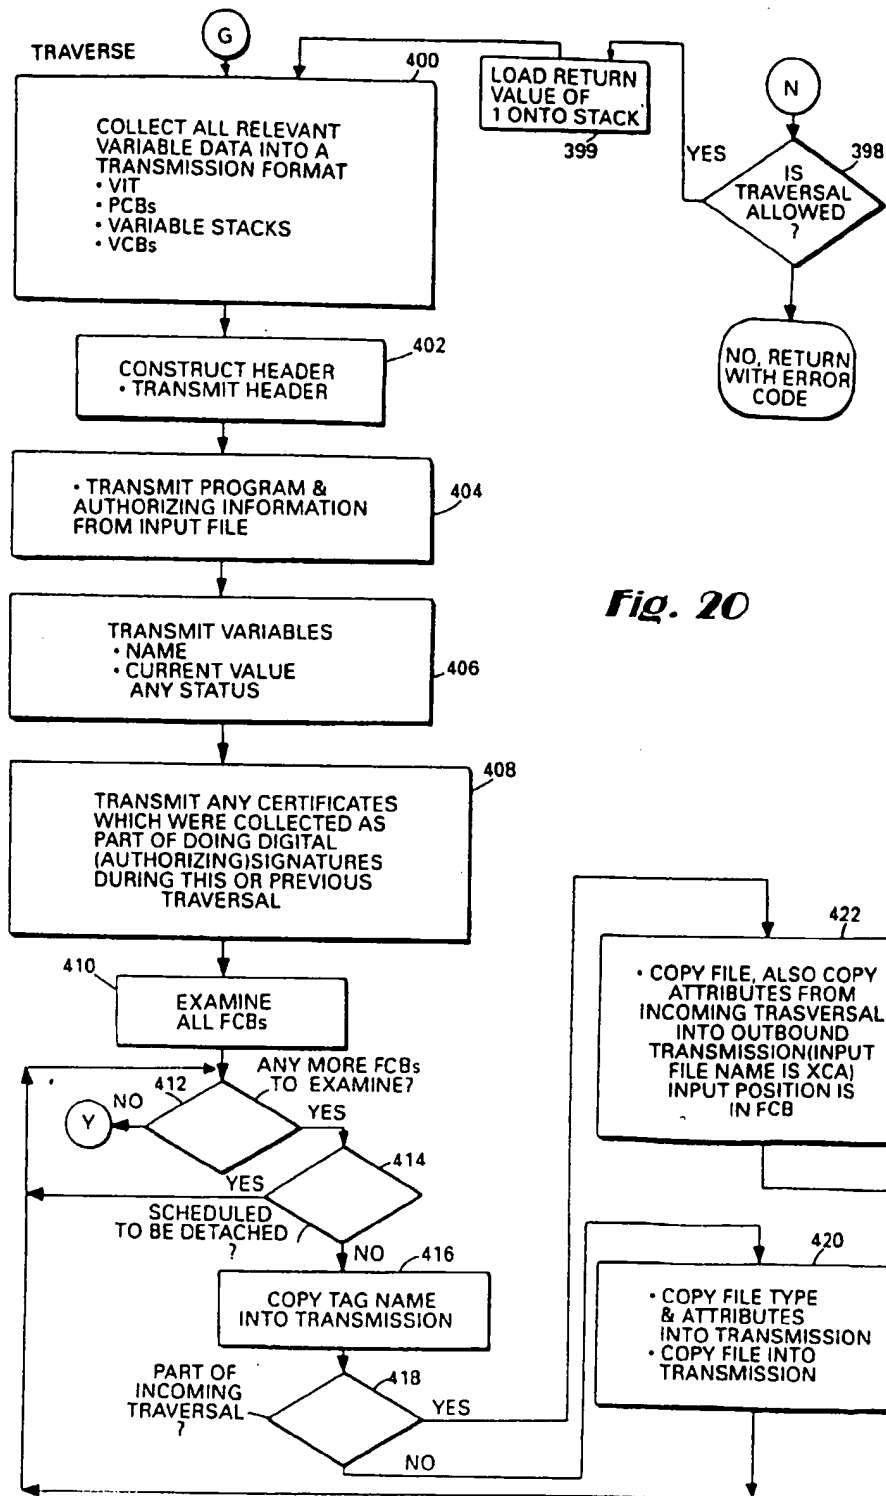 G
TRAVERSE
400
COLLECT ALL RELEVANT
VARIABLE DATA INTO A
TRANSMISSION FORMAT
• VIT
• PCBs
• VARIABLE STACKS
• VCBs
LOAD RETURN
VALUE OF
1 ONTO STACK
399
N
YES
398
IS
TRAVERSAL
ALLOWED
?
NO, RETURN
WITH ERROR
CODE
402
CONSTRUCT HEADER
• TRANSMIT HEADER
• TRANSMIT PROGRAM &
AUTHORIZING INFORMATION
FROM INPUT FILE
404
Fig. 20
TRANSMIT VARIABLES
• NAME
• CURRENT VALUE
ANY STATUS
406
408
TRANSMIT ANY CERTIFICATES
WHICH WERE COLLECTED AS
PART OF DOING DIGITAL
(AUTHORIZING)SIGNATURES
DURING THIS OR PREVIOUS
TRAVERSAL
410
EXAMINE
ALL FCBs
412
ANY MORE FCBs
TO EXAMINE?
NO
Y
YES
414
YES
SCHEDULED
TO BE DETACHED
?
NO
416
COPY TAG NAME
INTO TRANSMISSION
PART OF
INCOMING
TRAVERSAL
?
418
YES
NO
422
• COPY FILE, ALSO COPY
ATTRIBUTES FROM
INCOMING TRASVERSAL
INTO OUTBOUND
TRANSMISSION(INPUT
FILE NAME IS XCA)
INPUT POSITION IS
IN FCB
420
• COPY FILE TYPE
& ATTRIBUTES
INTO TRANSMISSION
• COPY FILE INTO
TRANSMISSION